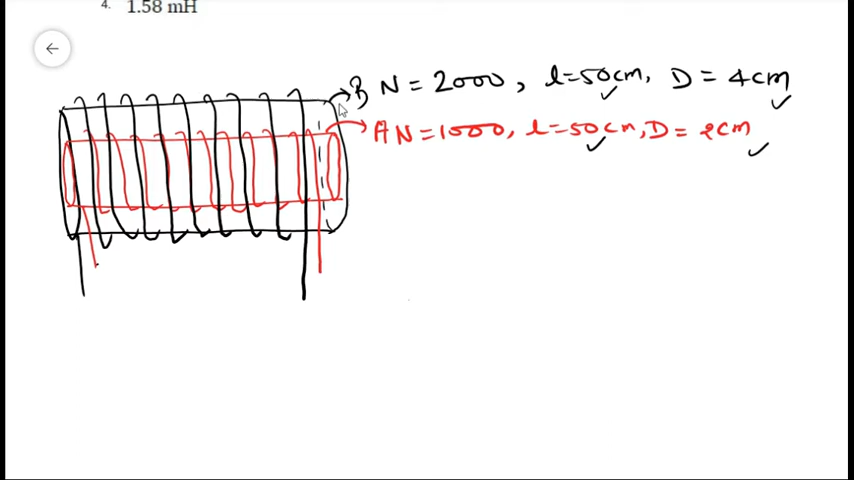 4. 1.58 mH
B N = 2000, l=50cm, D = 4cm
A N=1000, l=50cm, D= 2cm